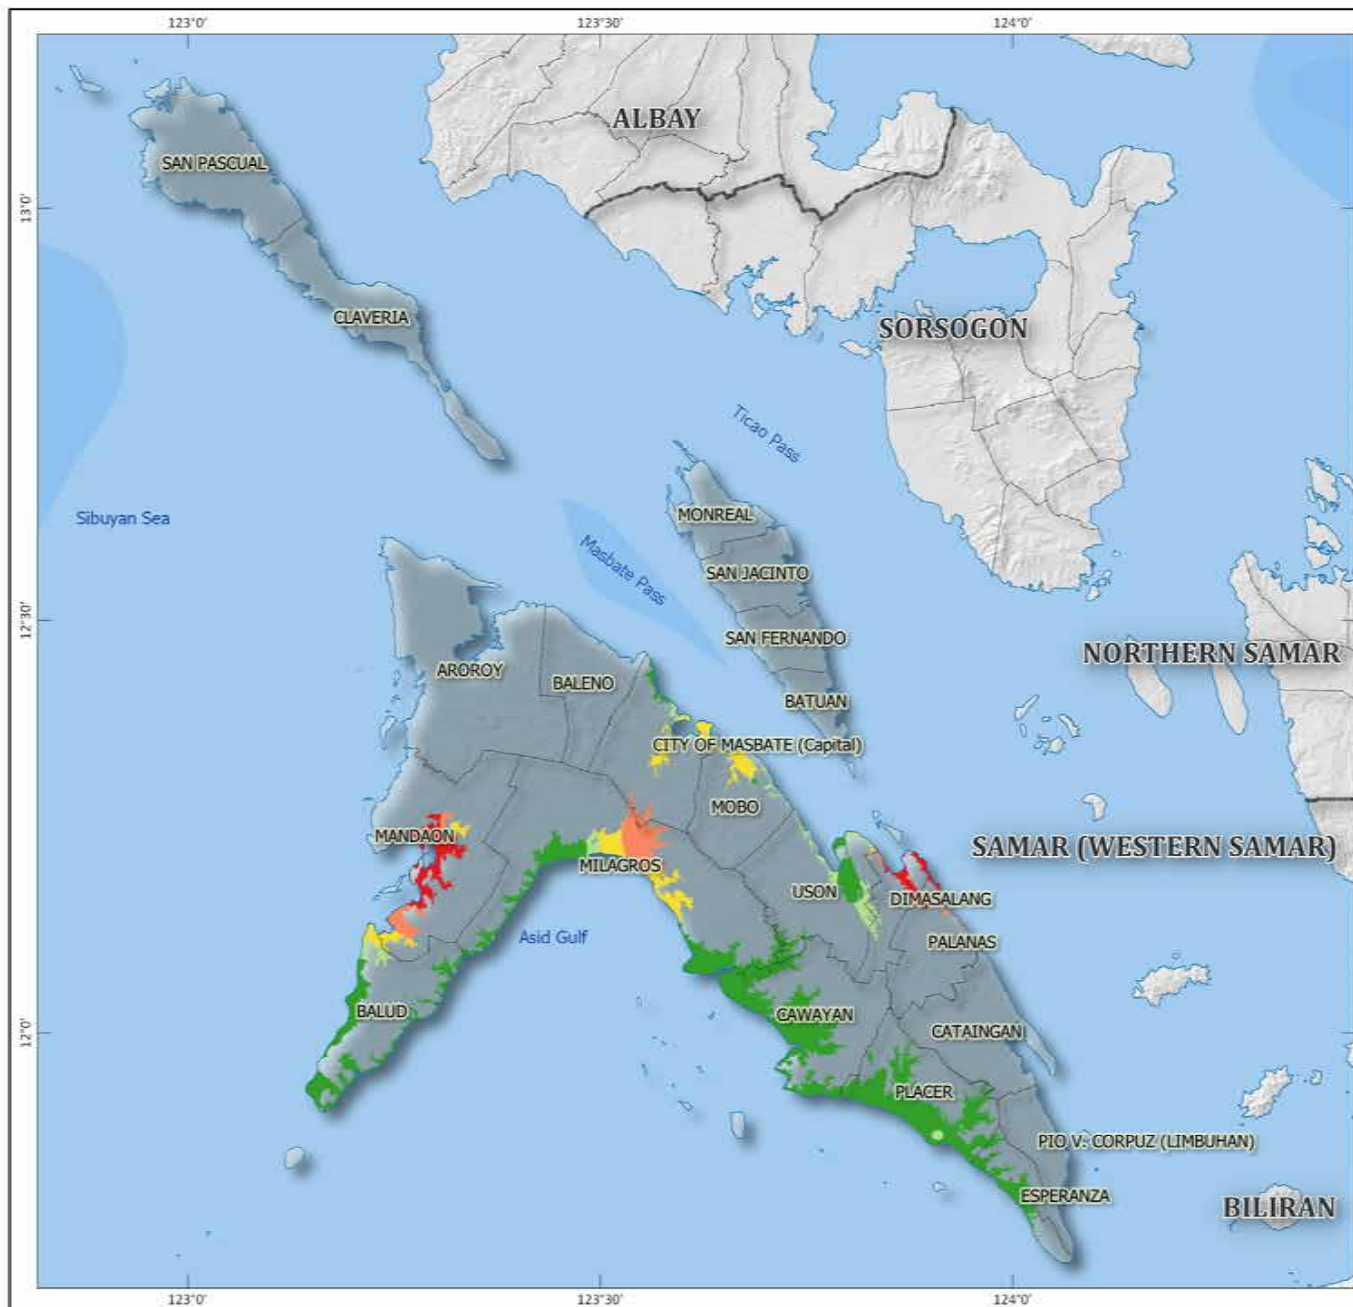 123°0'
123°30'
124°0'
ALBAY
SAN PASCUAL
13°0'
CLAVERIA
SORSOGON
Ticao Pass
Sibuyan Sea
MONREAL
Masbate Pass
SAN JACINTO
12°30'
SAN FERNANDO
NORTHERN SAMAR
AROROY
BALENO
BATUAN
CITY OF MASBATE (Capital)
MOBO
MANDAON
SAMAR (WESTERN SAMAR)
MILAGROS
USON
DIMASALANG
Asid Gulf
PALANAS
BALUD
CAWAYAN
12°0'
CATAINGAN
PLACER
PIO V. CORPUZ (LIMBUHAN)
ESPERANZA
BILIRAN
123°0'
123°30'
124°0'